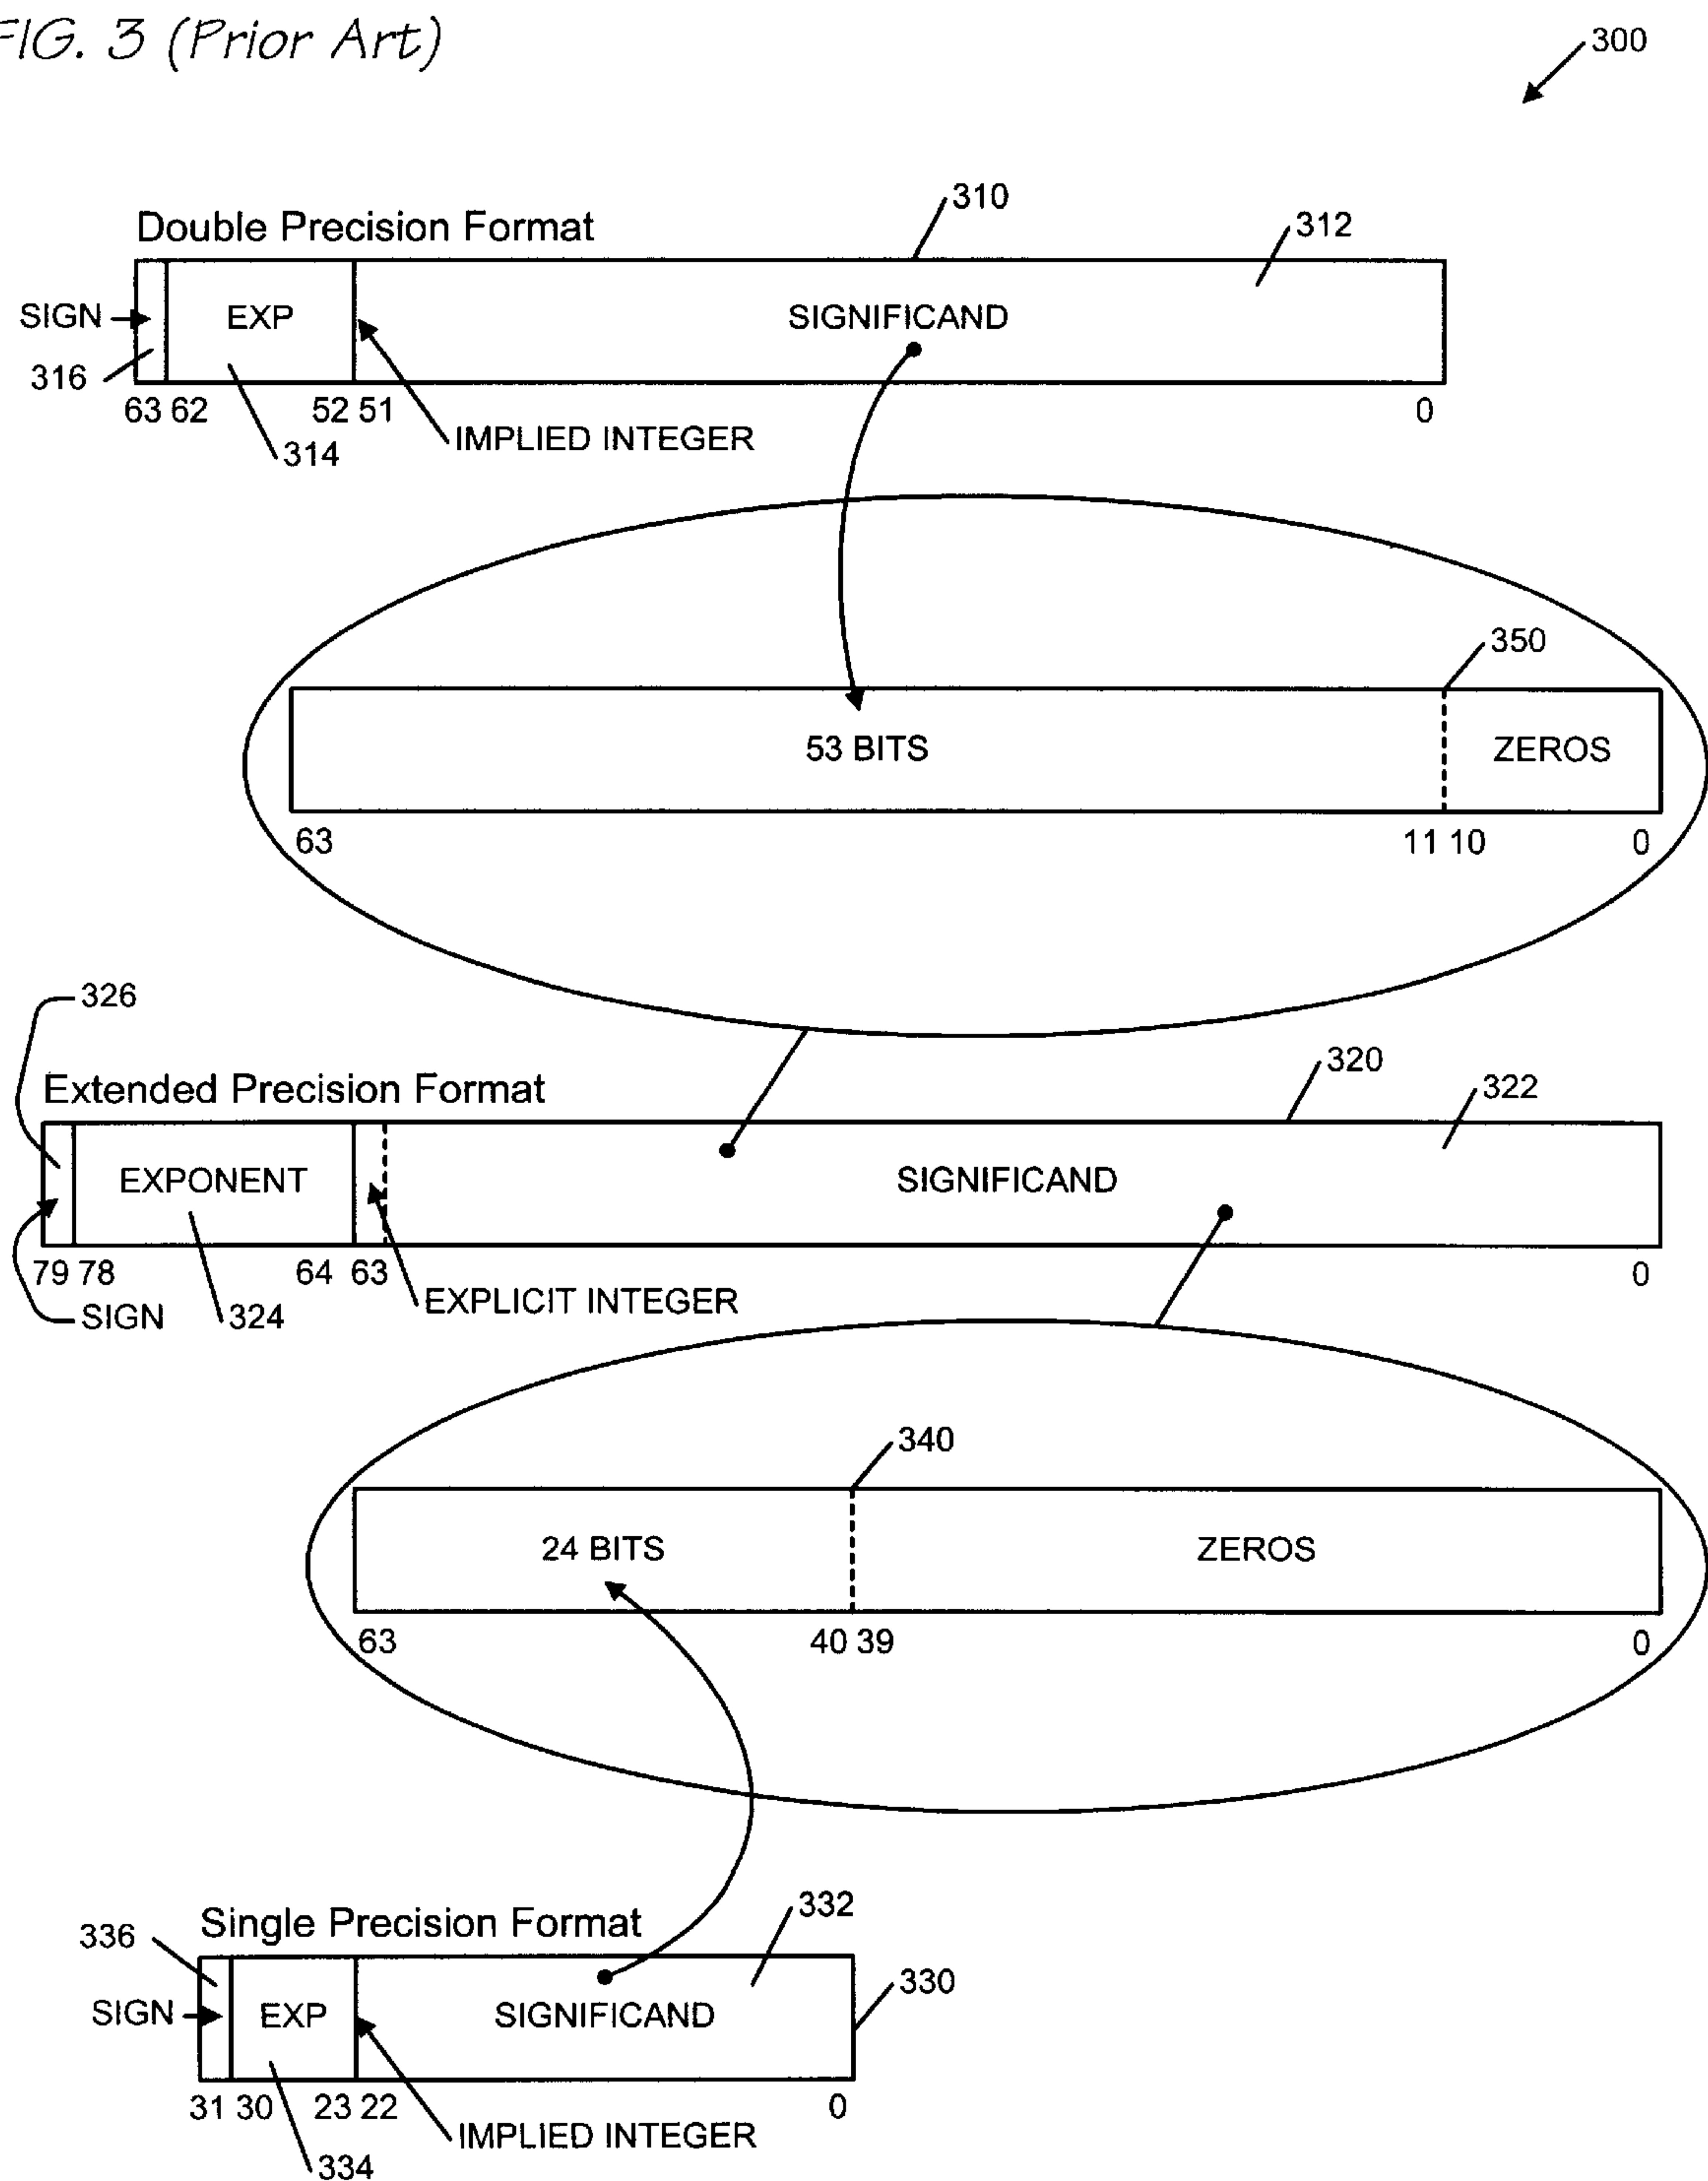 FIG. 3 (Prior Art)
300
310
Double Precision Format
312
SIGN
EXP
SIGNIFICAND
316
63 62 52 51 0
314
IMPLIED INTEGER
350
53 BITS
ZEROS
63 11 10 0
326
Extended Precision Format
320
322
EXPONENT
SIGNIFICAND
79 78 64 63 0
SIGN
324
EXPLICIT INTEGER
340
24 BITS
ZEROS
63 40 39 0
336
Single Precision Format
332
330
SIGN
EXP
SIGNIFICAND
31 30 23 22 0
IMPLIED INTEGER
334